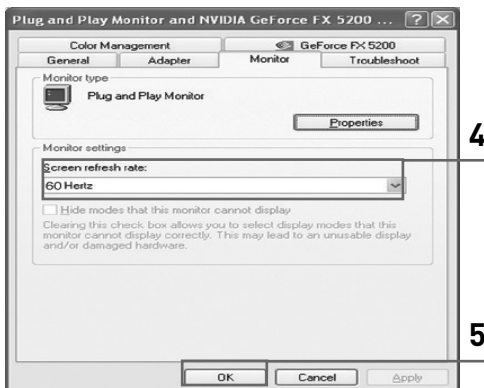 Plug and Play Monitor and NVIDIA GeForce FX 5200 ...
Color Management
GeForce FX 5200
General
Adapter
Monitor
Troubleshoot
Monitor type
Plug and Play Monitor
Properties
4
Monitor settings
Screen refresh rate:
60 Hertz
Hide modes that this monitor cannot display
Clearing this check box allows you to select display modes that this
monitor cannot display correctly. This may lead to an unusable display
and/or damaged hardware.
5
OK
Cancel
Apply